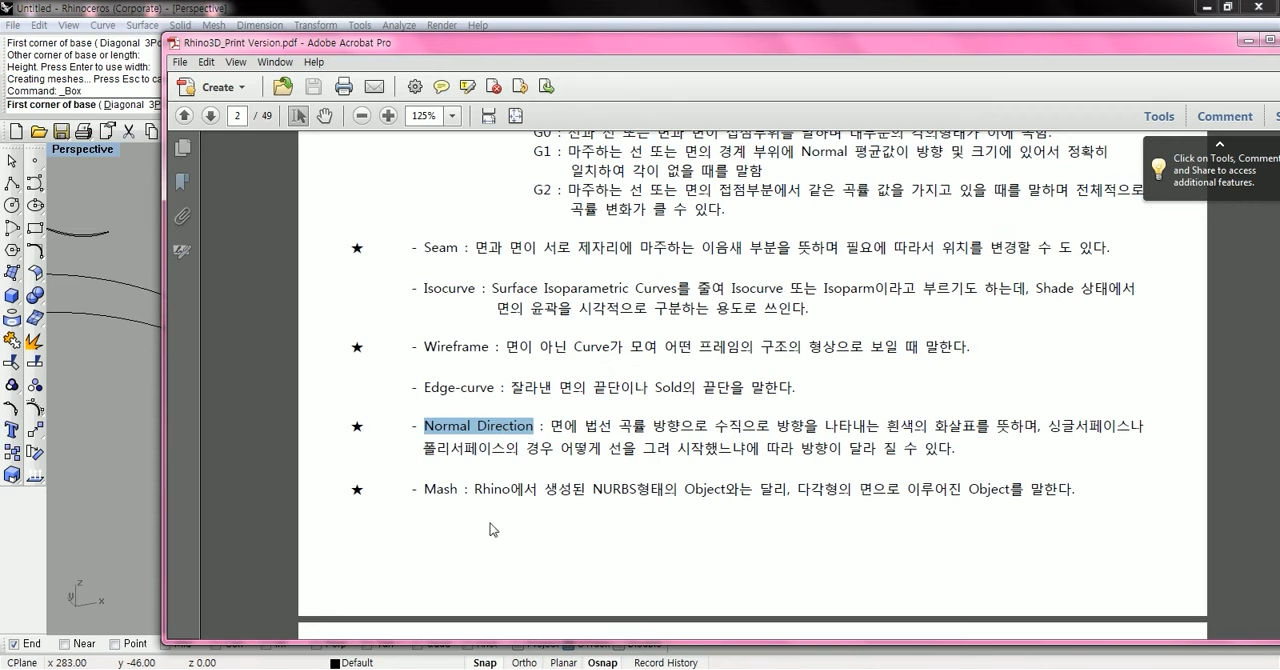 Untitled - Rhinoceros (Corporate) - [Perspective]
File Edit View Curve Surface Solid Mesh Dimension Transform Tools Analyze Render Help
First corner of base ( Diagonal 3Po
Other corner of base or length:
Height. Press Enter to use width:
Creating meshes... Press Esc to ca
Command: _Box
First corner of base ( Diagonal 3P
Perspective
Rhino3D_Print Version.pdf - Adobe Acrobat Pro
File Edit View Window Help
Create
2 / 49 125% Tools Comment
Click on Tools, Comment
and Share to access
additional features.
G1 : 마주하는 선 또는 면의 경계 부위에 Normal 평균값이 방향 및 크기에 있어서 정확히
일치하여 각이 없을 때를 말함
G2 : 마주하는 선 또는 면의 접점부분에서 같은 곡률 값을 가지고 있을 때를 말하며 전체적으로
곡률 변화가 클 수 있다.
★ - Seam : 면과 면이 서로 제자리에 마주하는 이음새 부분을 뜻하며 필요에 따라서 위치를 변경할 수 도 있다.
- Isocurve : Surface Isoparametric Curves를 줄여 Isocurve 또는 Isoparm이라고 부르기도 하는데, Shade 상태에서
면의 윤곽을 시각적으로 구분하는 용도로 쓰인다.
★ - Wireframe : 면이 아닌 Curve가 모여 어떤 프레임의 구조의 형상으로 보일 때 말한다.
- Edge-curve : 잘라낸 면의 끝단이나 Sold의 끝단을 말한다.
★ - Normal Direction : 면에 법선 곡률 방향으로 수직으로 방향을 나타내는 흰색의 화살표를 뜻하며, 싱글서페이스나
폴리서페이스의 경우 어떻게 선을 그려 시작했느냐에 따라 방향이 달라 질 수 있다.
★ - Mash : Rhino에서 생성된 NURBS형태의 Object와는 달리, 다각형의 면으로 이루어진 Object를 말한다.
z
y
x
End Near Point
CPlane x 283.00 y -46.00 z 0.00 Default Snap Ortho Planar Osnap Record History